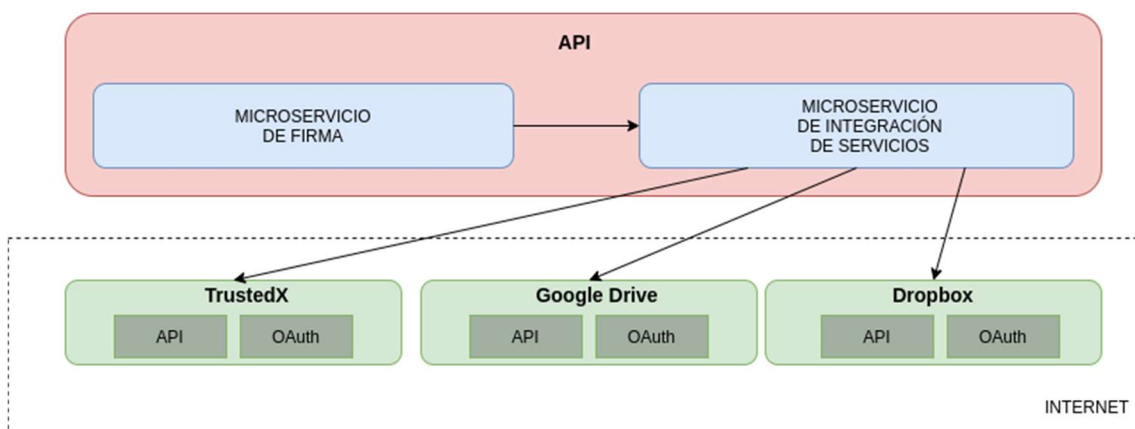 API
MICROSERVICIO
DE FIRMA
MICROSERVICIO
DE INTEGRACIÓN
DE SERVICIOS
TrustedX
API
OAuth
Google Drive
API
OAuth
Dropbox
API
OAuth
INTERNET